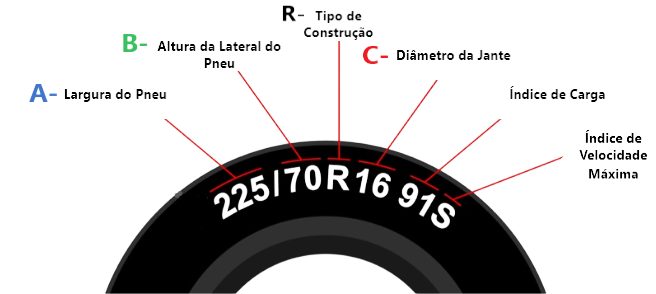 R- Tipo de
Construção
B- Altura da Lateral do
Pneu
C- Diâmetro da Jante
A- Largura do Pneu
Índice de Carga
Índice de
Velocidade
Máxima
225/70R16 91S